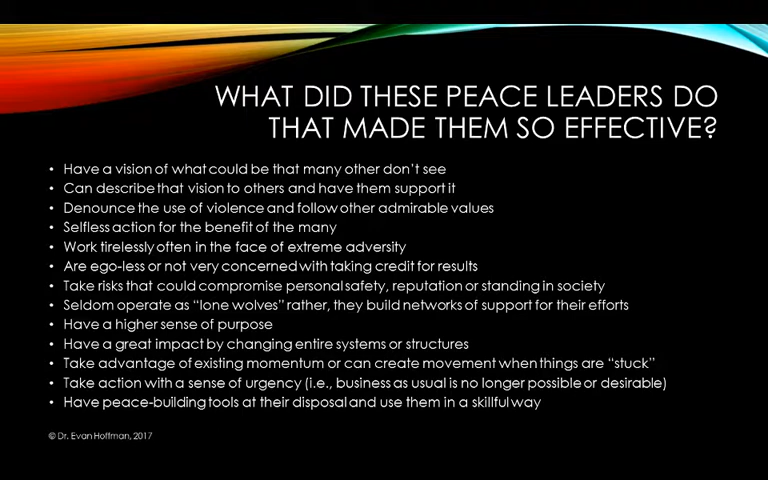 WHAT DID THESE PEACE LEADERS DO
THAT MADE THEM SO EFFECTIVE?
• Have a vision of what could be that many other don't see
• Can describe that vision to others and have them support it
• Denounce the use of violence and follow other admirable values
• Selfless action for the benefit of the many
• Work tirelessly often in the face of extreme adversity
• Are ego-less or not very concerned with taking credit for results
• Take risks that could compromise personal safety, reputation or standing in society
• Seldom operate as "lone wolves" rather, they build networks of support for their efforts
• Have a higher sense of purpose
• Have a great impact by changing entire systems or structures
• Take advantage of existing momentum or can create movement when things are "stuck"
• Take action with a sense of urgency (i.e., business as usual is no longer possible or desirable)
• Have peace-building tools at their disposal and use them in a skillful way
© Dr. Evan Hoffman, 2017